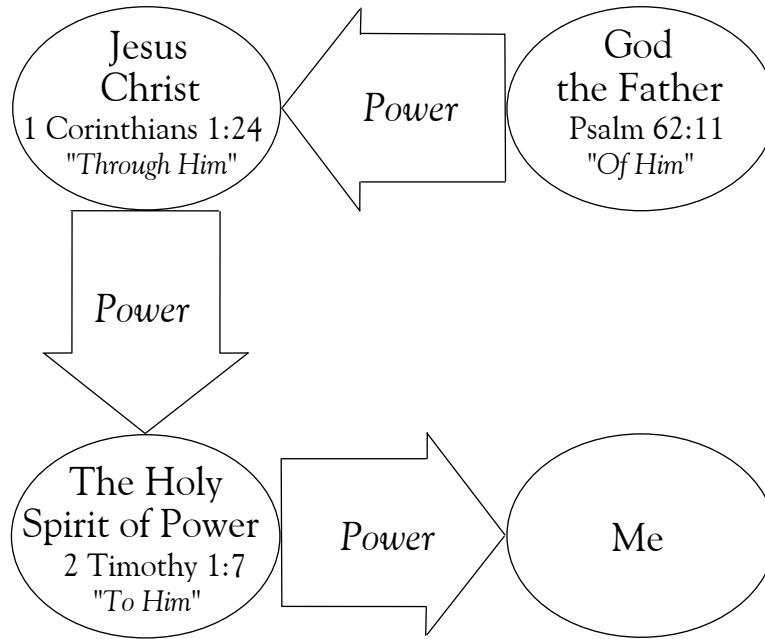 Jesus
Christ
1 Corinthians 1:24
"Through Him"
Power
God
the Father
Psalm 62:11
"Of Him"
Power
The Holy
Spirit of Power
2 Timothy 1:7
"To Him"
Power
Me